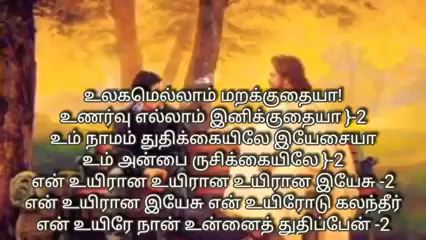 உலகமெல்லாம் மறக்குதையா!
உணர்வு எல்லாம் இனிக்குதையா }-2
உம் நாமம் துதிக்கையிலே இயேசையா
உம் அன்பை ருசிக்கையிலே }-2
என் உயிரான உயிரான உயிரான இயேசு -2
என் உயிரான இயேசு என் உயிரோடு கலந்தீர்
என் உயிரே நான் உன்னைத் துதிப்பேன் -2